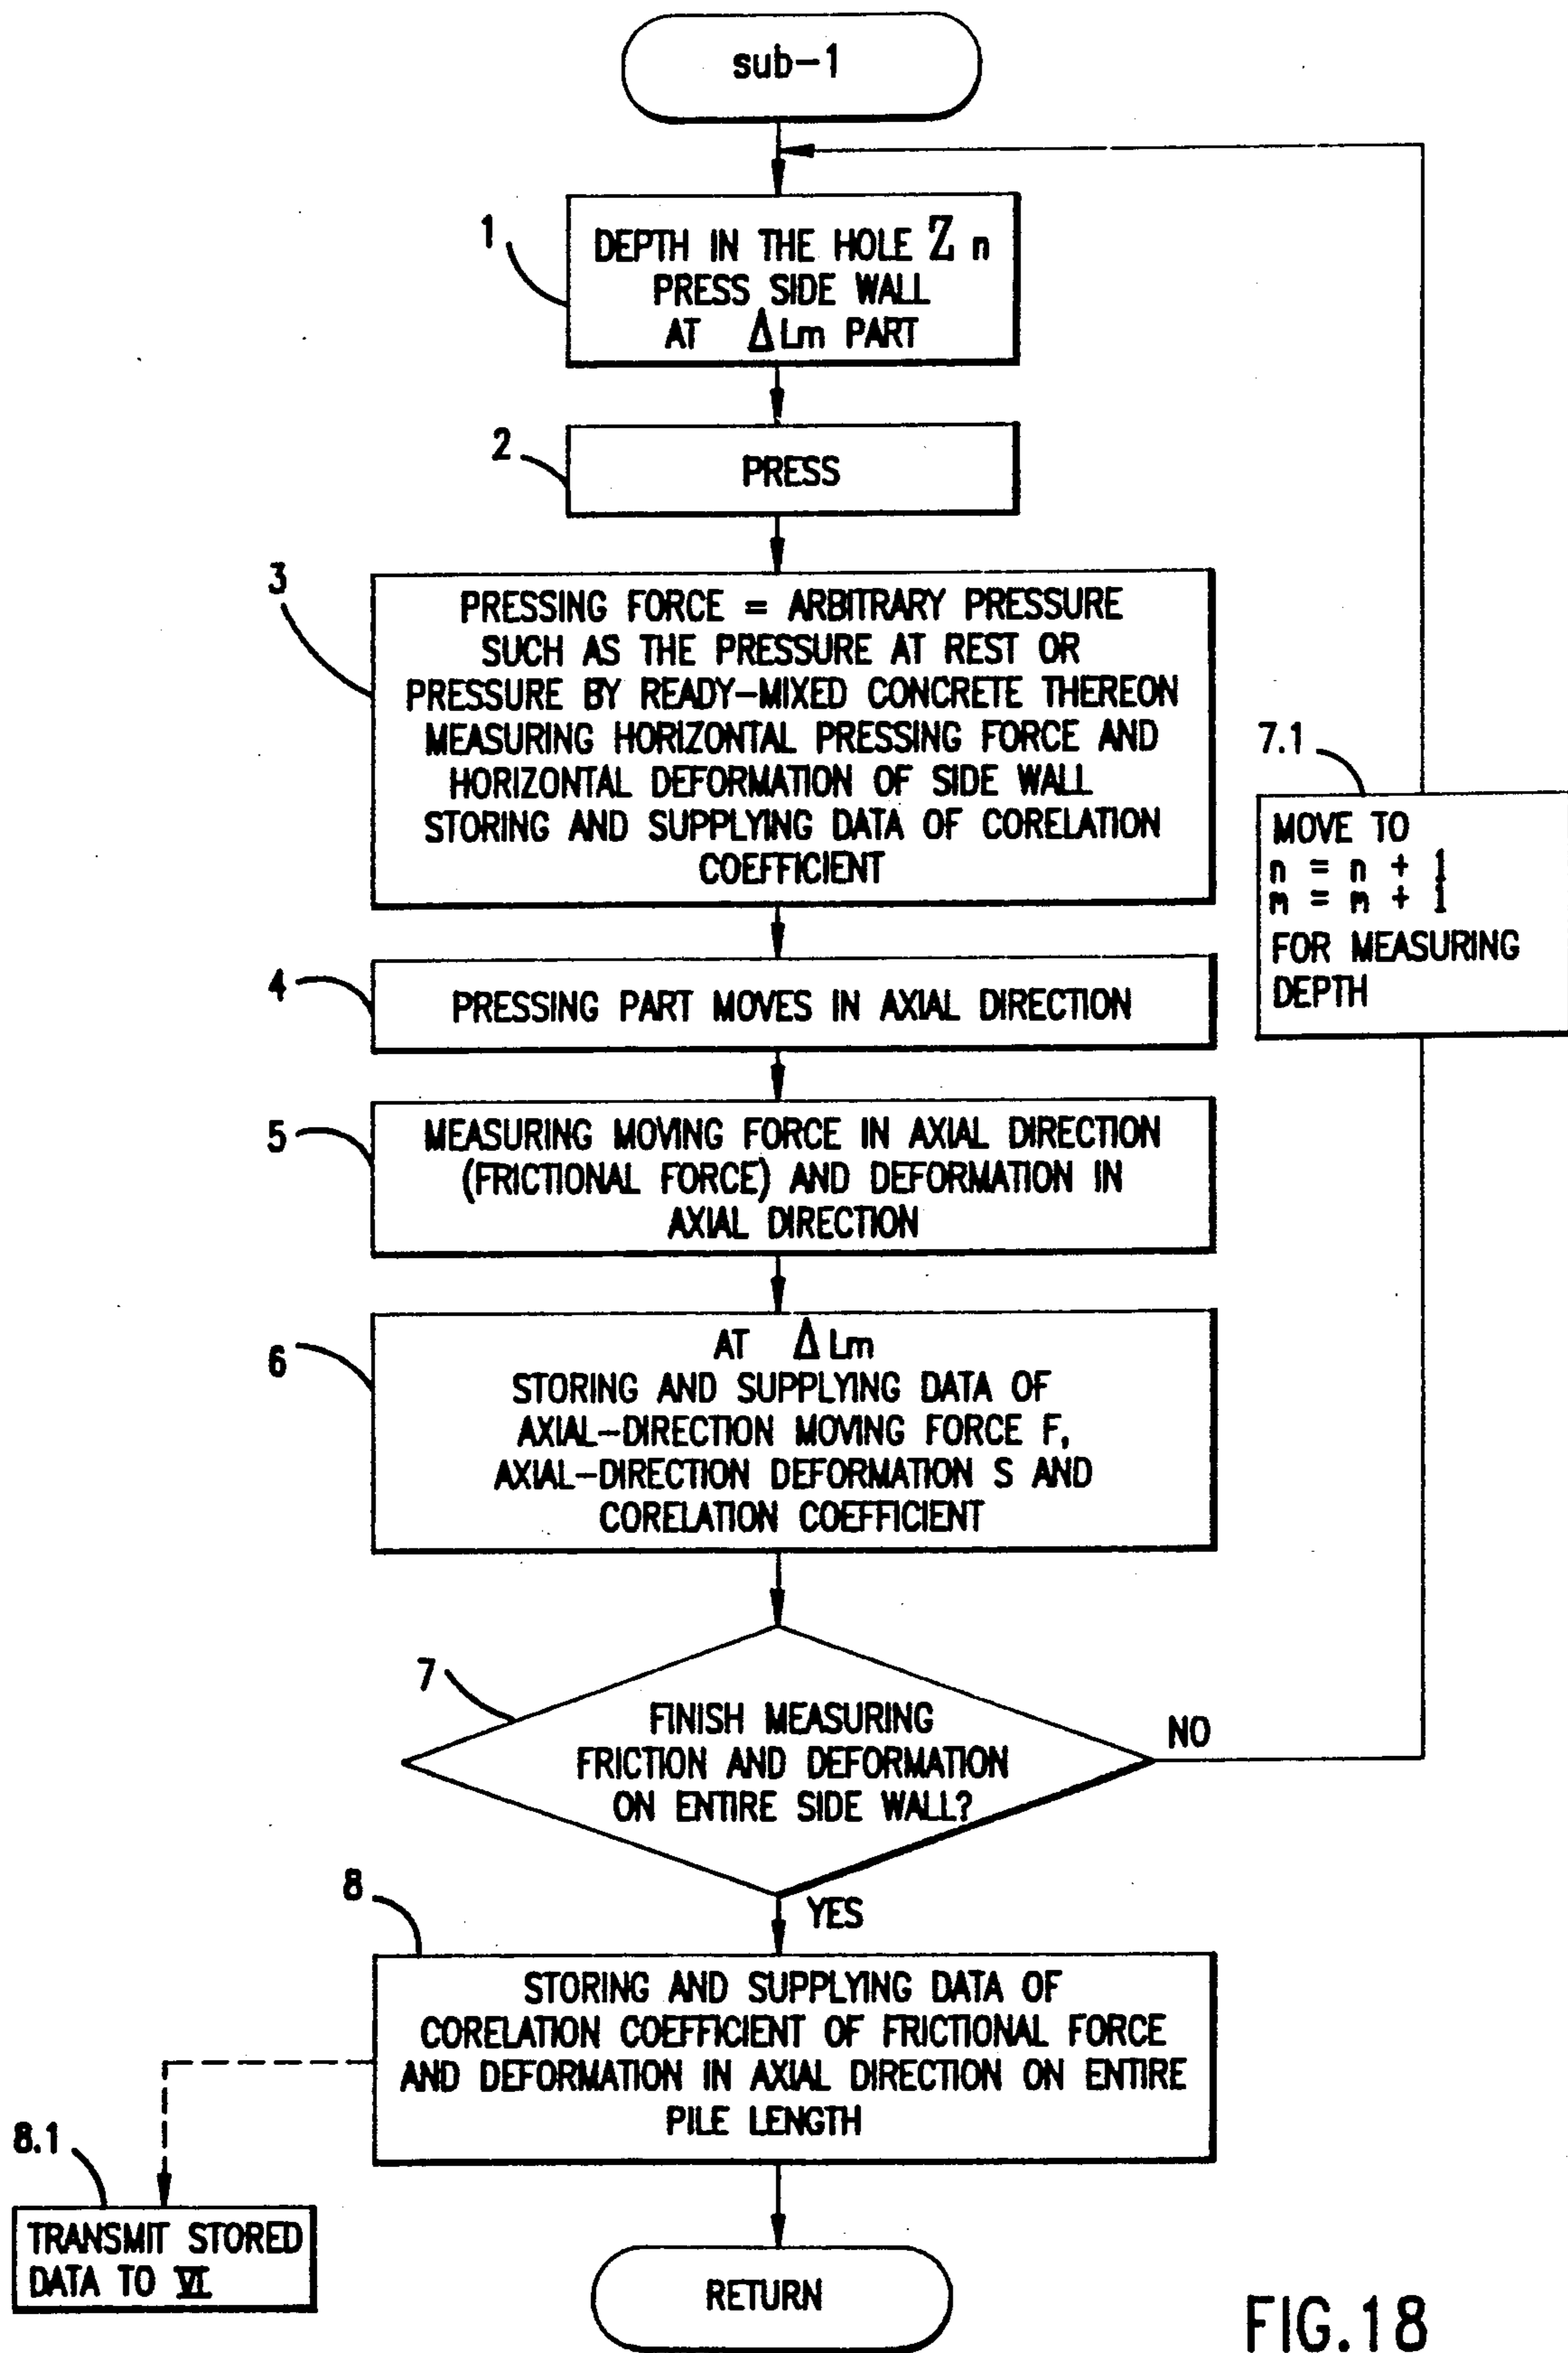 sub-1
1
DEPTH IN THE HOLE Z n
PRESS SIDE WALL
AT ΔLm PART
2
PRESS
3
PRESSING FORCE = ARBITRARY PRESSURE
SUCH AS THE PRESSURE AT REST OR
PRESSURE BY READY-MIXED CONCRETE THEREON
MEASURING HORIZONTAL PRESSING FORCE AND
HORIZONTAL DEFORMATION OF SIDE WALL
STORING AND SUPPLYING DATA OF CORELATION
COEFFICIENT
7.1
MOVE TO
n = n + 1
m = m + 1
FOR MEASURING
DEPTH
4
PRESSING PART MOVES IN AXIAL DIRECTION
5
MEASURING MOVING FORCE IN AXIAL DIRECTION
(FRICTIONAL FORCE) AND DEFORMATION IN
AXIAL DIRECTION
6
AT ΔLm
STORING AND SUPPLYING DATA OF
AXIAL-DIRECTION MOVING FORCE F,
AXIAL-DIRECTION DEFORMATION S AND
CORELATION COEFFICIENT
7
FINISH MEASURING
FRICTION AND DEFORMATION
ON ENTIRE SIDE WALL?
NO
YES
8
STORING AND SUPPLYING DATA OF
CORELATION COEFFICIENT OF FRICTIONAL FORCE
AND DEFORMATION IN AXIAL DIRECTION ON ENTIRE
PILE LENGTH
8.1
TRANSMIT STORED
DATA TO VI
RETURN
FIG.18